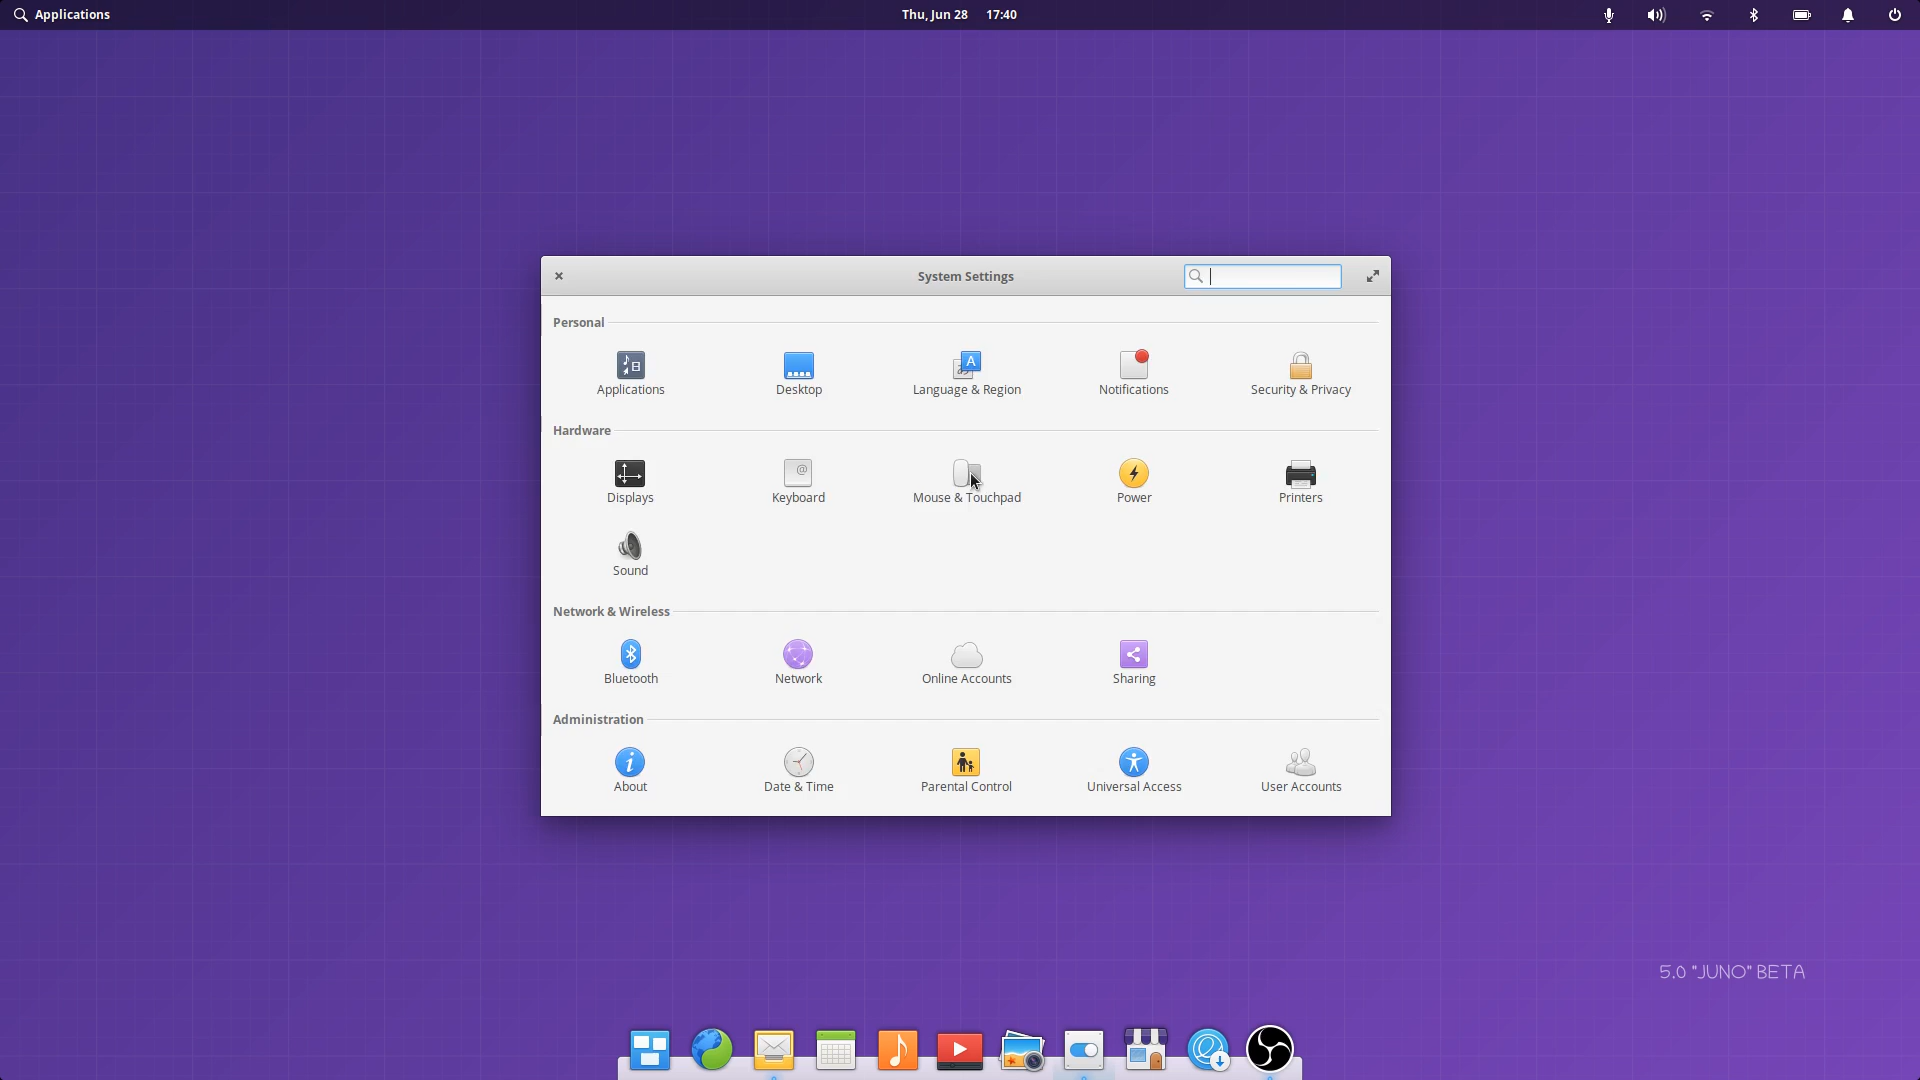 Applications
Thu, Jun 28 17:40
System Settings
Personal
Applications
Desktop
Language & Region
Notifications
Security & Privacy
Hardware
Displays
Keyboard
Mouse & Touchpad
Power
Printers
Sound
Network & Wireless
Bluetooth
Network
Online Accounts
Sharing
Administration
About
Date & Time
Parental Control
Universal Access
User Accounts
5.0 "JUNO" BETA